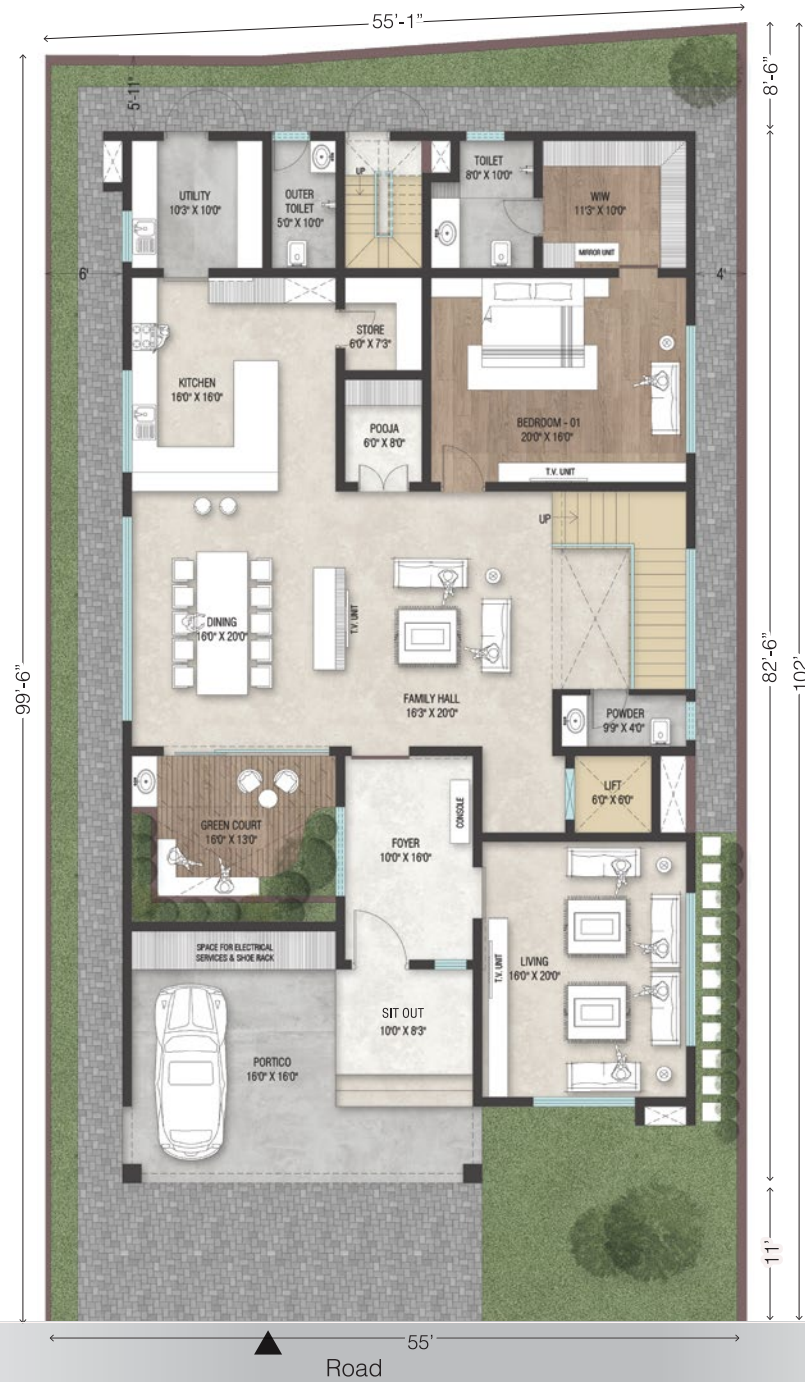 55'-1"
5'-11"
8'-6"
UTILITY
10'3" X 10'0"
OUTER
TOILET
5'0" X 10'0"
UP
TOILET
8'0" X 10'0"
WIW
11'3" X 10'0"
MIRROR UNIT
6'
4'
STORE
6'0" X 7'3"
KITCHEN
16'0" X 16'0"
POOJA
6'0" X 8'0"
BEDROOM - 01
20'0" X 16'0"
T.V. UNIT
UP
DINING
16'0" X 20'0"
T.V. UNIT
FAMILY HALL
16'3" X 20'0"
99'-6"
82'-6"
102'
POWDER
9'9" X 4'0"
LIFT
6'0" X 6'0"
GREEN COURT
16'0" X 13'0"
FOYER
10'0" X 16'0"
CONSOLE
SPACE FOR ELECTRICAL
SERVICES & SHOE RACK
LIVING
16'0" X 20'0"
T.V. UNIT
SIT OUT
10'0" X 8'3"
PORTICO
16'0" X 16'0"
11'
55'
Road